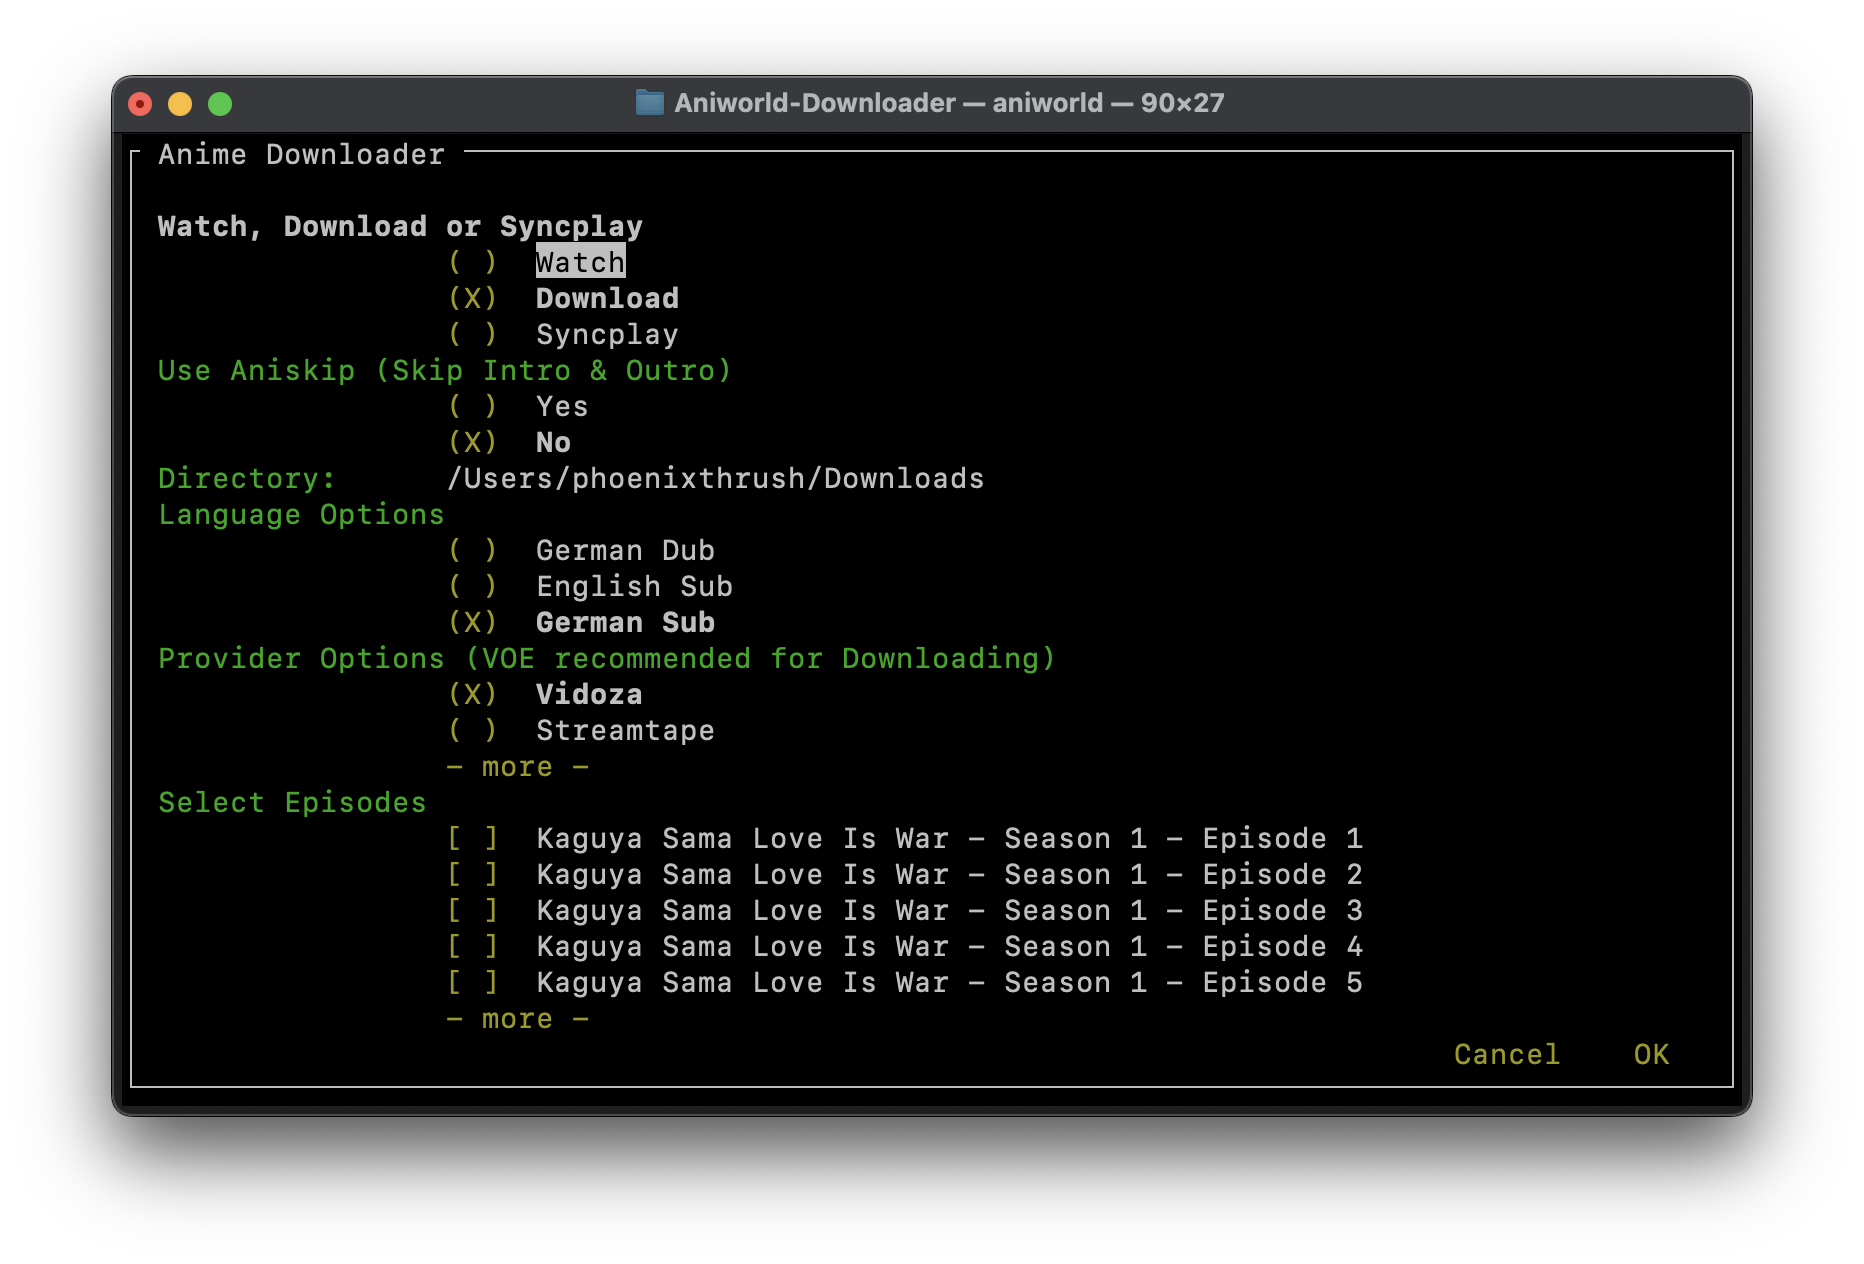 Aniworld-Downloader — aniworld — 90×27
Anime Downloader
Watch, Download or Syncplay
( ) Watch
(X) Download
( ) Syncplay
Use Aniskip (Skip Intro & Outro)
( ) Yes
(X) No
Directory: /Users/phoenixthrush/Downloads
Language Options
( ) German Dub
( ) English Sub
(X) German Sub
Provider Options (VOE recommended for Downloading)
(X) Vidoza
( ) Streamtape
- more -
Select Episodes
[ ] Kaguya Sama Love Is War - Season 1 - Episode 1
[ ] Kaguya Sama Love Is War - Season 1 - Episode 2
[ ] Kaguya Sama Love Is War - Season 1 - Episode 3
[ ] Kaguya Sama Love Is War - Season 1 - Episode 4
[ ] Kaguya Sama Love Is War - Season 1 - Episode 5
- more -
Cancel OK